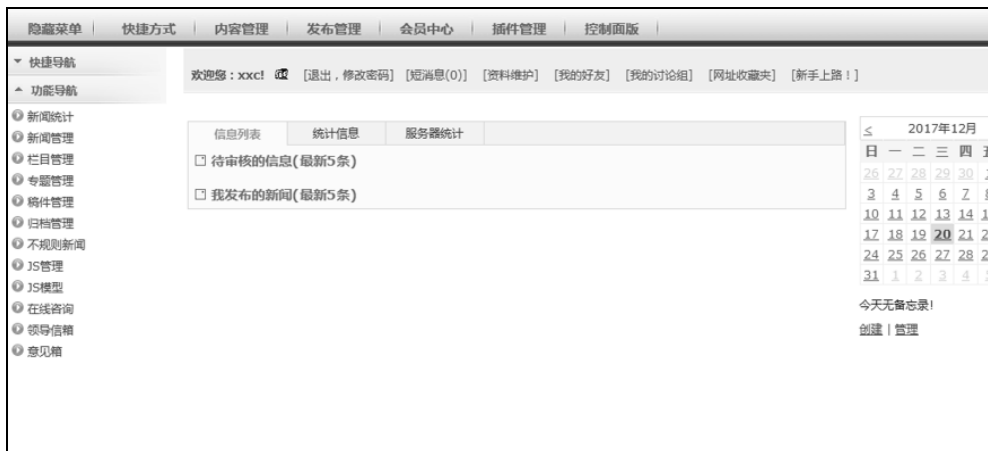 隐藏菜单 快捷方式 内容管理 发布管理 会员中心 插件管理 控制面版
快捷导航
功能导航
新闻统计
新闻管理
栏目管理
专题管理
稿件管理
归档管理
不规则新闻
JS管理
JS模型
在线咨询
领导信箱
意见箱
欢迎您：xxc! [退出，修改密码] [短消息(0)] [资料维护] [我的好友] [我的讨论组] [网址收藏夹] [新手上路！]
信息列表 统计信息 服务器统计
待审核的信息(最新5条)
我发布的新闻(最新5条)
< 2017年12月
日 一 二 三 四
26 27 28 29 30
3 4 5 6 7
10 11 12 13 14
17 18 19 20 21
24 25 26 27 28
31 1 2 3 4
今天无备忘录!
创建 | 管理